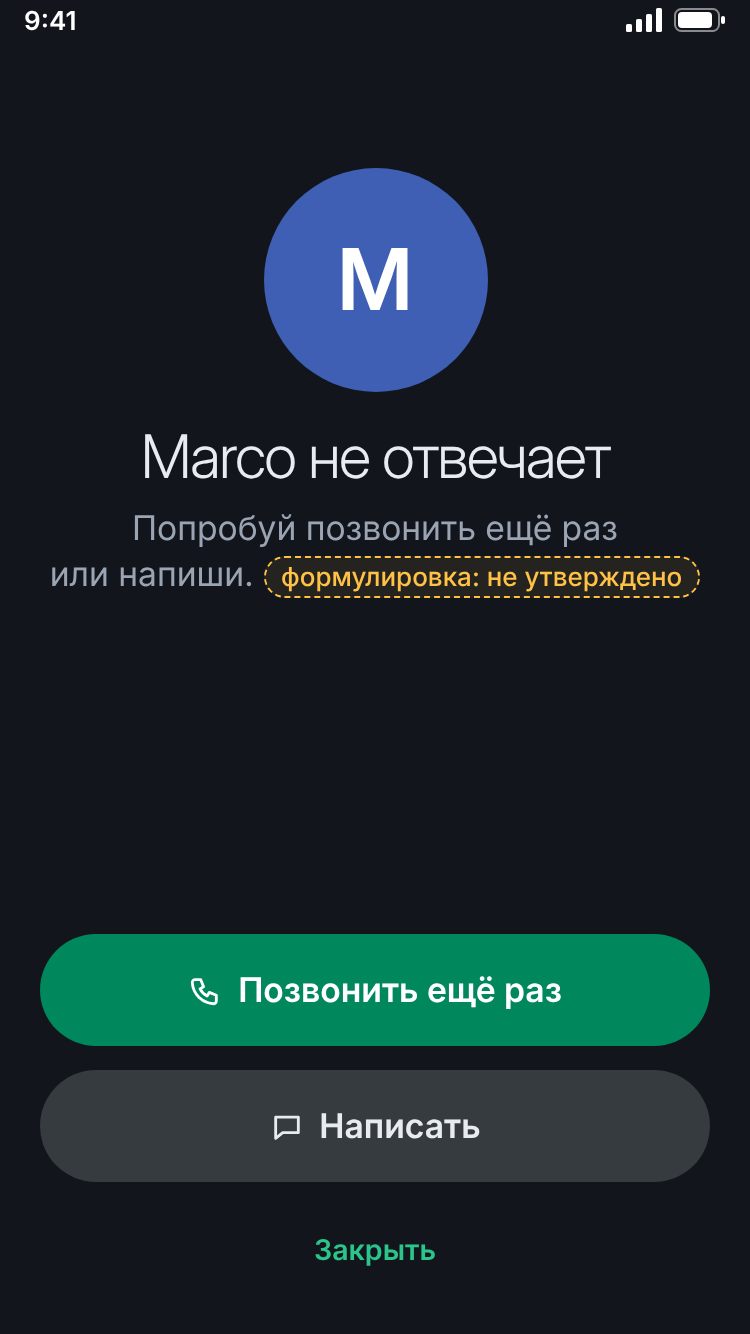 9:41
M
Marco не отвечает
Попробуй позвонить ещё раз
или напиши. формулировка: не утверждено
Позвонить ещё раз
Написать
Закрыть